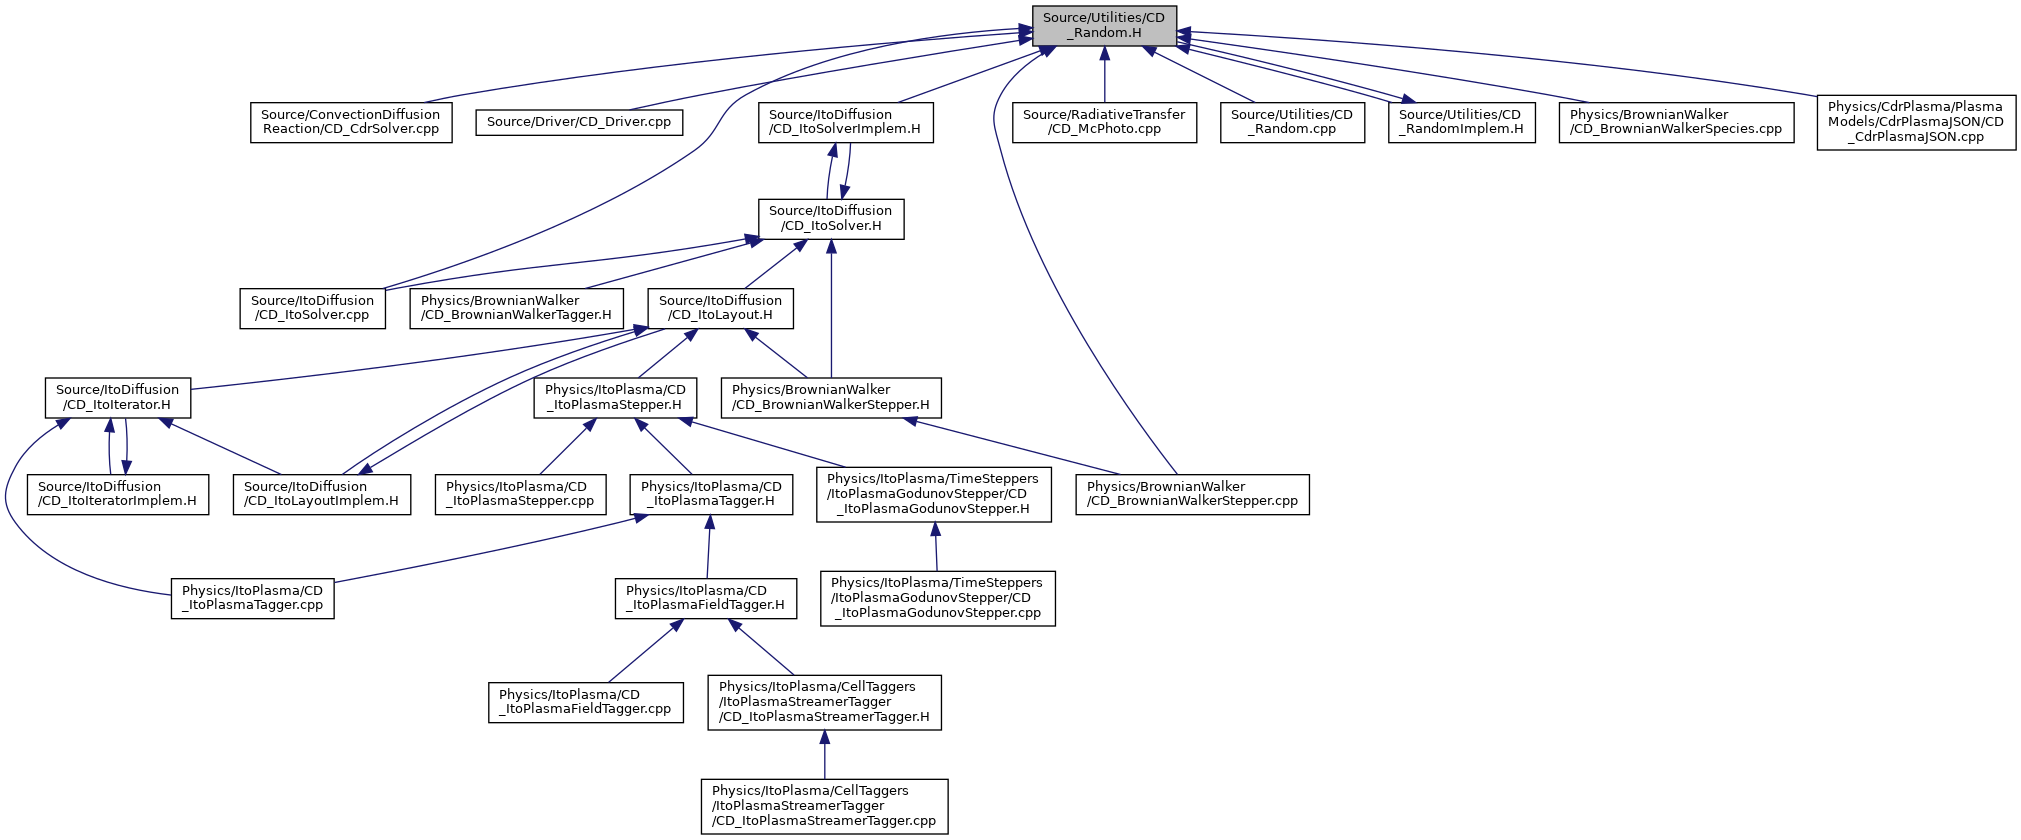 Source/Utilities/CD
_Random.H
Source/ConvectionDiffusion
Reaction/CD_CdrSolver.cpp
Source/Driver/CD_Driver.cpp
Source/ItoDiffusion
/CD_ItoSolverImplem.H
Source/RadiativeTransfer
/CD_McPhoto.cpp
Source/Utilities/CD
_Random.cpp
Source/Utilities/CD
_RandomImplem.H
Physics/BrownianWalker
/CD_BrownianWalkerSpecies.cpp
Physics/CdrPlasma/Plasma
Models/CdrPlasmaJSON/CD
_CdrPlasmaJSON.cpp
Source/ItoDiffusion
/CD_ItoSolver.H
Source/ItoDiffusion
/CD_ItoSolver.cpp
Physics/BrownianWalker
/CD_BrownianWalkerTagger.H
Source/ItoDiffusion
/CD_ItoLayout.H
Source/ItoDiffusion
/CD_ItoIterator.H
Physics/ItoPlasma/CD
_ItoPlasmaStepper.H
Physics/BrownianWalker
/CD_BrownianWalkerStepper.H
Source/ItoDiffusion
/CD_ItoIteratorImplem.H
Source/ItoDiffusion
/CD_ItoLayoutImplem.H
Physics/ItoPlasma/CD
_ItoPlasmaStepper.cpp
Physics/ItoPlasma/CD
_ItoPlasmaTagger.H
Physics/ItoPlasma/TimeSteppers
/ItoPlasmaGodunovStepper/CD
_ItoPlasmaGodunovStepper.H
Physics/BrownianWalker
/CD_BrownianWalkerStepper.cpp
Physics/ItoPlasma/CD
_ItoPlasmaTagger.cpp
Physics/ItoPlasma/CD
_ItoPlasmaFieldTagger.H
Physics/ItoPlasma/TimeSteppers
/ItoPlasmaGodunovStepper/CD
_ItoPlasmaGodunovStepper.cpp
Physics/ItoPlasma/CD
_ItoPlasmaFieldTagger.cpp
Physics/ItoPlasma/CellTaggers
/ItoPlasmaStreamerTagger
/CD_ItoPlasmaStreamerTagger.H
Physics/ItoPlasma/CellTaggers
/ItoPlasmaStreamerTagger
/CD_ItoPlasmaStreamerTagger.cpp